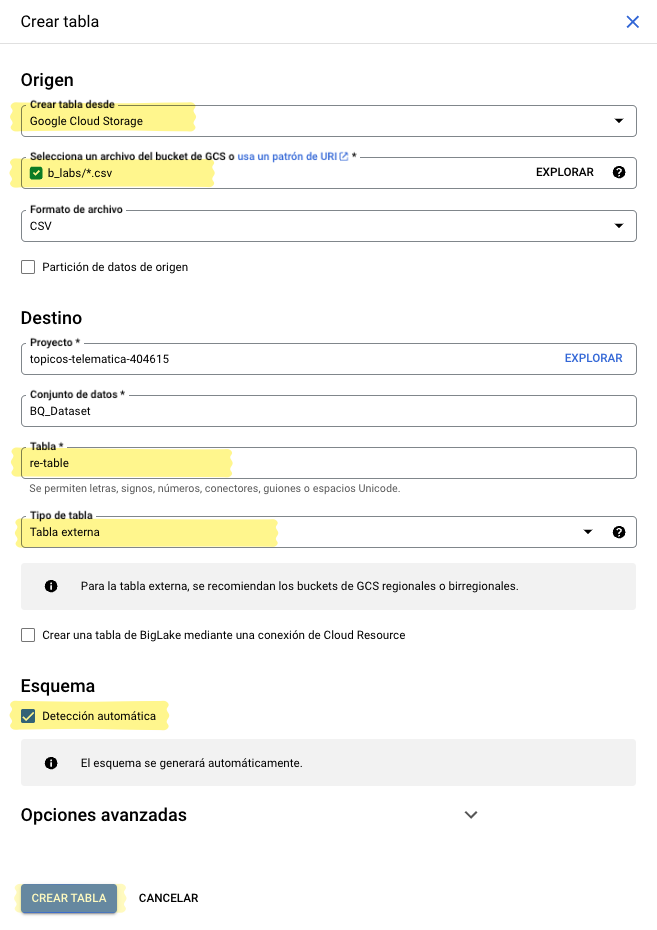 Crear tabla
Origen
Crear tabla desde
Google Cloud Storage
Selecciona un archivo del bucket de GCS o usa un patrón de URI *
b_labs/*.csv EXPLORAR
Formato de archivo
CSV
Partición de datos de origen
Destino
Proyecto *
topicos-telematica-404615 EXPLORAR
Conjunto de datos *
BQ_Dataset
Tabla *
re-table
Se permiten letras, signos, números, conectores, guiones o espacios Unicode.
Tipo de tabla
Tabla externa
Para la tabla externa, se recomiendan los buckets de GCS regionales o birregionales.
Crear una tabla de BigLake mediante una conexión de Cloud Resource
Esquema
Detección automática
El esquema se generará automáticamente.
Opciones avanzadas
CREAR TABLA CANCELAR